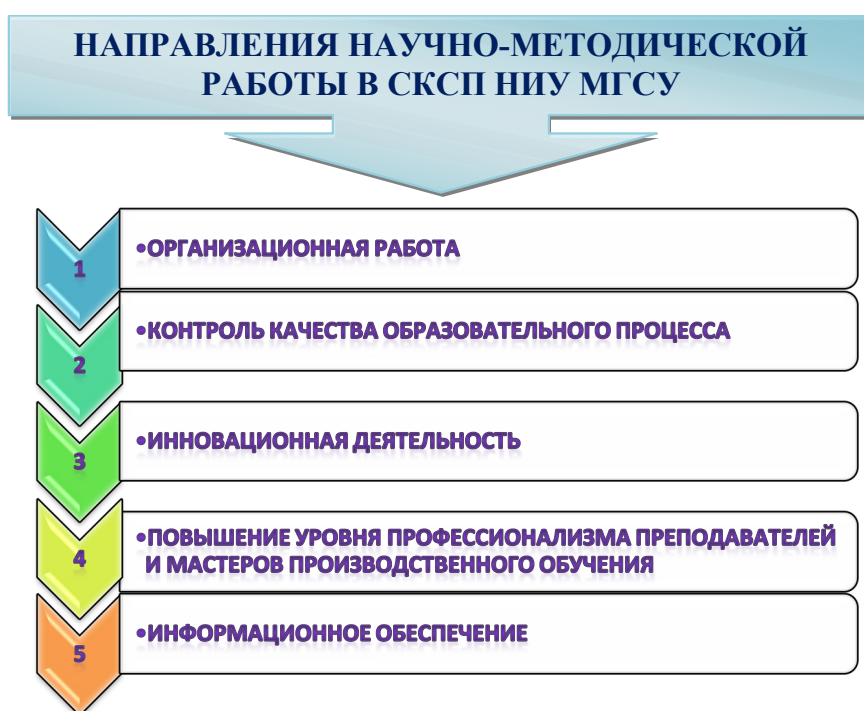 НАПРАВЛЕНИЯ НАУЧНО-МЕТОДИЧЕСКОЙ
РАБОТЫ В СКСП НИУ МГСУ
1
•ОРГАНИЗАЦИОННАЯ РАБОТА
2
•КОНТРОЛЬ КАЧЕСТВА ОБРАЗОВАТЕЛЬНОГО ПРОЦЕССА
3
•ИННОВАЦИОННАЯ ДЕЯТЕЛЬНОСТЬ
4
•ПОВЫШЕНИЕ УРОВНЯ ПРОФЕССИОНАЛИЗМА ПРЕПОДАВАТЕЛЕЙ
И МАСТЕРОВ ПРОИЗВОДСТВЕННОГО ОБУЧЕНИЯ
5
•ИНФОРМАЦИОННОЕ ОБЕСПЕЧЕНИЕ